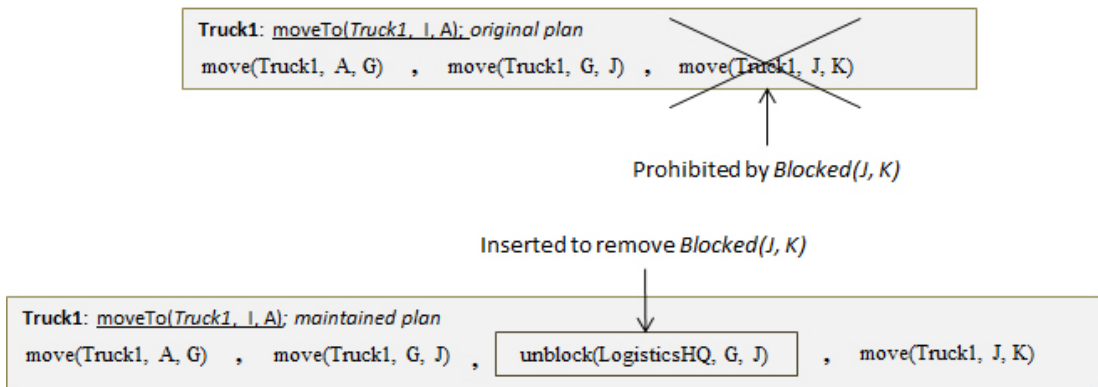 Truck1: moveTo(Truck1, I, A); original plan
move(Truck1, A, G) , move(Truck1, G, J) , move(Truck1, J, K)
Prohibited by Blocked(J, K)
Inserted to remove Blocked(J, K)
Truck1: moveTo(Truck1, I, A); maintained plan
move(Truck1, A, G) , move(Truck1, G, J) , unblock(LogisticsHQ, G, J) , move(Truck1, J, K)